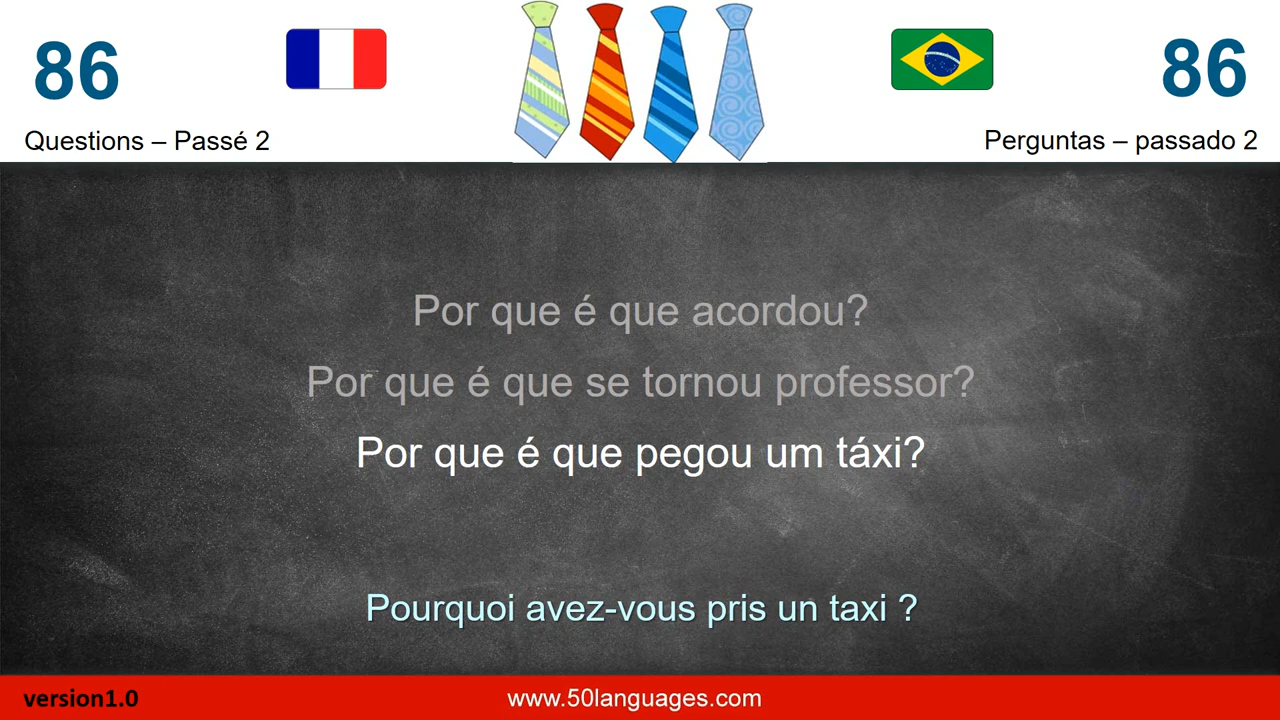 86
86
Questions – Passé 2
Perguntas – passado 2
Por que é que acordou?
Por que é que se tornou professor?
Por que é que pegou um táxi?
Pourquoi avez-vous pris un taxi ?
version1.0
www.50languages.com